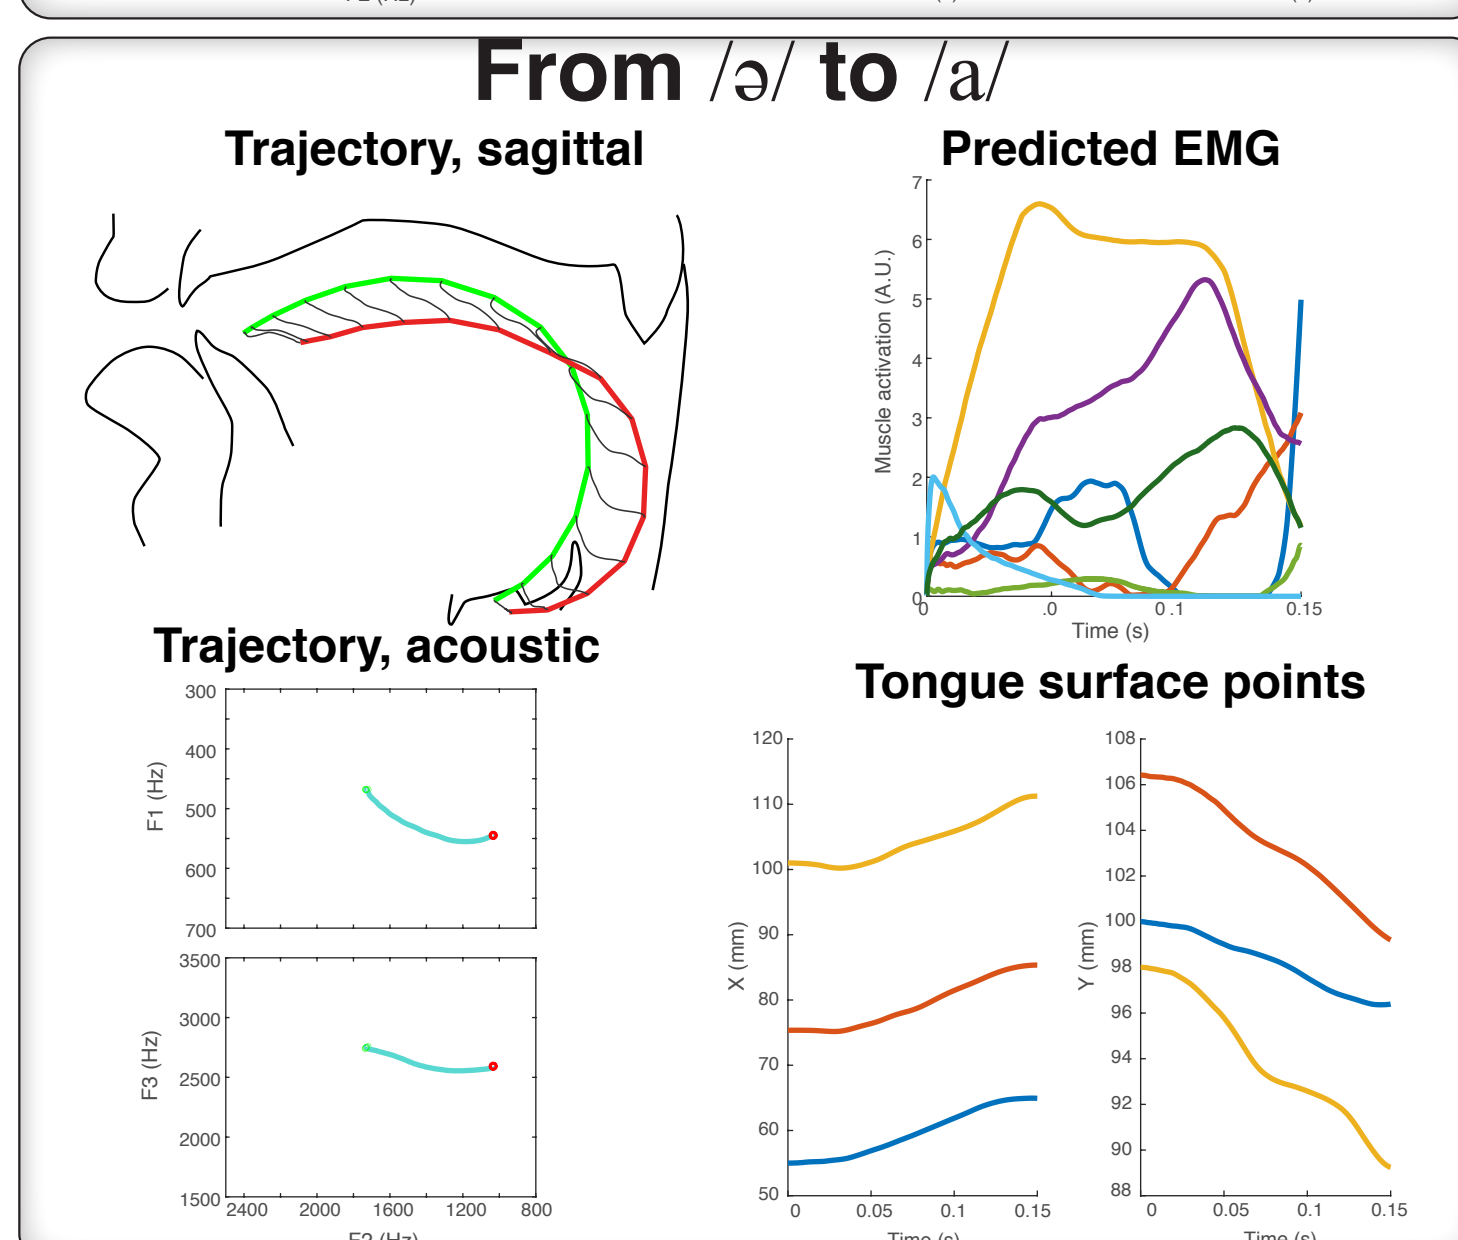 From /ə/ to /a/
Trajectory, sagittal
Predicted EMG
7
6
5
4
3
2
1
0
Muscle activation (A.U.)
0 .0 0.1 0.15
Time (s)
Trajectory, acoustic
300
400
500
600
700
F1 (Hz)
3500
3000
2500
2000
1500
F3 (Hz)
2400 2000 1600 1200 800
F2 (Hz)
Tongue surface points
120
110
100
90
80
70
60
50
X (mm)
0 0.05 0.1 0.15
Time (s)
108
106
104
102
100
98
96
94
92
90
88
Y (mm)
0 0.05 0.1 0.15
Time (s)